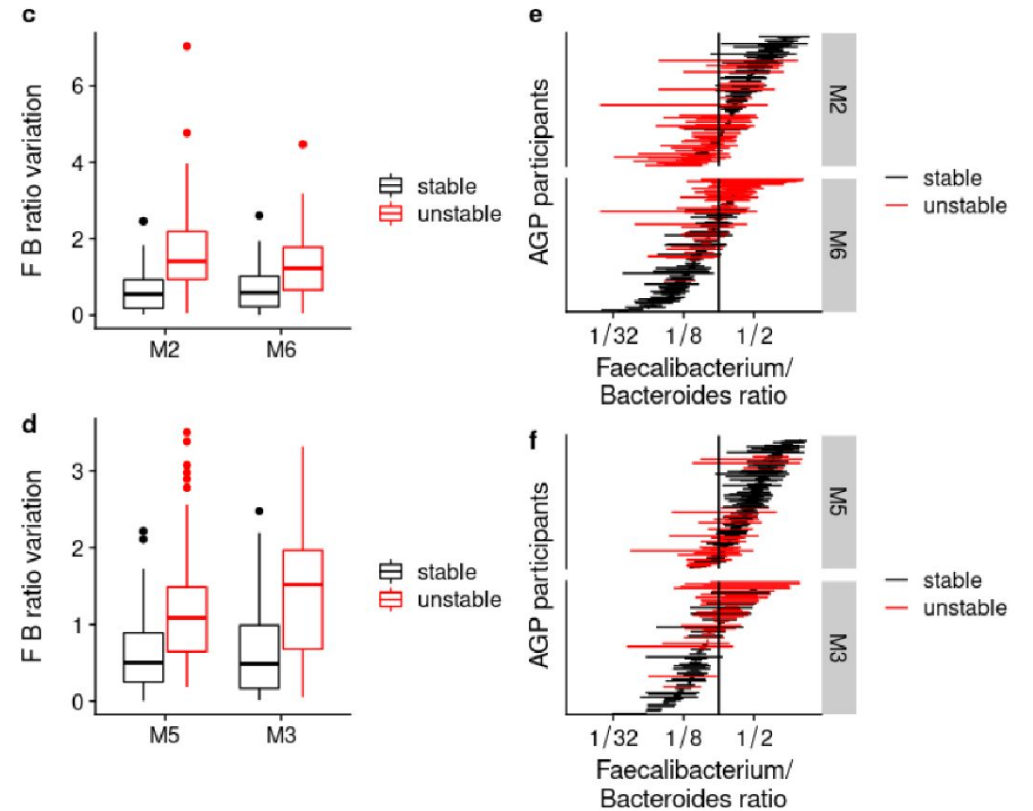 c
F B ratio variation
6
4
2
0
M2
M6
stable
unstable
e
AGP participants
M2
M6
1/32
1/8
1/2
Faecalibacterium/
Bacteroides ratio
stable
unstable
d
F B ratio variation
3
2
1
0
M5
M3
stable
unstable
f
AGP participants
M5
M3
1/32
1/8
1/2
Faecalibacterium/
Bacteroides ratio
stable
unstable